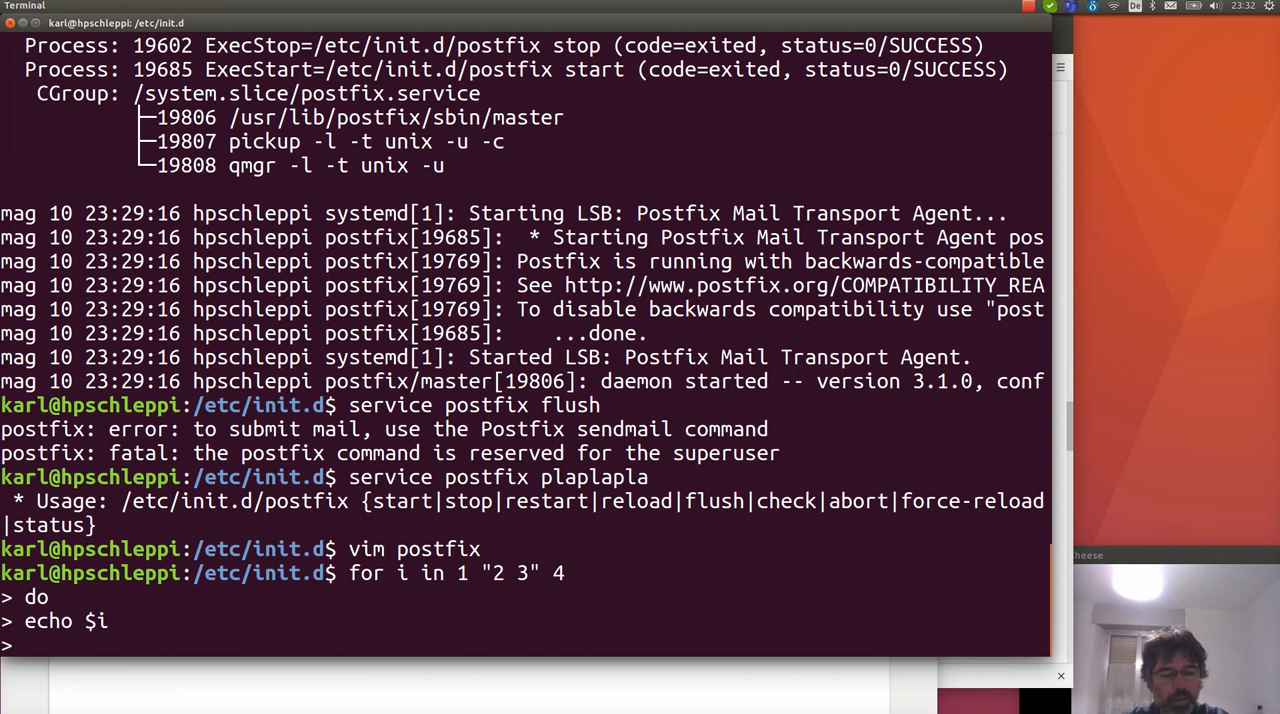 Terminal
De
23:32
karl@hpschleppi: /etc/init.d
Process: 19602 ExecStop=/etc/init.d/postfix stop (code=exited, status=0/SUCCESS)
Process: 19685 ExecStart=/etc/init.d/postfix start (code=exited, status=0/SUCCESS)
CGroup: /system.slice/postfix.service
├─19806 /usr/lib/postfix/sbin/master
├─19807 pickup -l -t unix -u -c
└─19808 qmgr -l -t unix -u
mag 10 23:29:16 hpschleppi systemd[1]: Starting LSB: Postfix Mail Transport Agent...
mag 10 23:29:16 hpschleppi postfix[19685]:  * Starting Postfix Mail Transport Agent pos
mag 10 23:29:16 hpschleppi postfix[19769]: Postfix is running with backwards-compatible
mag 10 23:29:16 hpschleppi postfix[19769]: See http://www.postfix.org/COMPATIBILITY_REA
mag 10 23:29:16 hpschleppi postfix[19769]: To disable backwards compatibility use "post
mag 10 23:29:16 hpschleppi postfix[19685]:    ...done.
mag 10 23:29:16 hpschleppi systemd[1]: Started LSB: Postfix Mail Transport Agent.
mag 10 23:29:16 hpschleppi postfix/master[19806]: daemon started -- version 3.1.0, conf
karl@hpschleppi:/etc/init.d$ service postfix flush
postfix: error: to submit mail, use the Postfix sendmail command
postfix: fatal: the postfix command is reserved for the superuser
karl@hpschleppi:/etc/init.d$ service postfix plaplapla
 * Usage: /etc/init.d/postfix {start|stop|restart|reload|flush|check|abort|force-reload
|status}
karl@hpschleppi:/etc/init.d$ vim postfix
karl@hpschleppi:/etc/init.d$ for i in 1 "2 3" 4
> do
> echo $i
>
Cheese